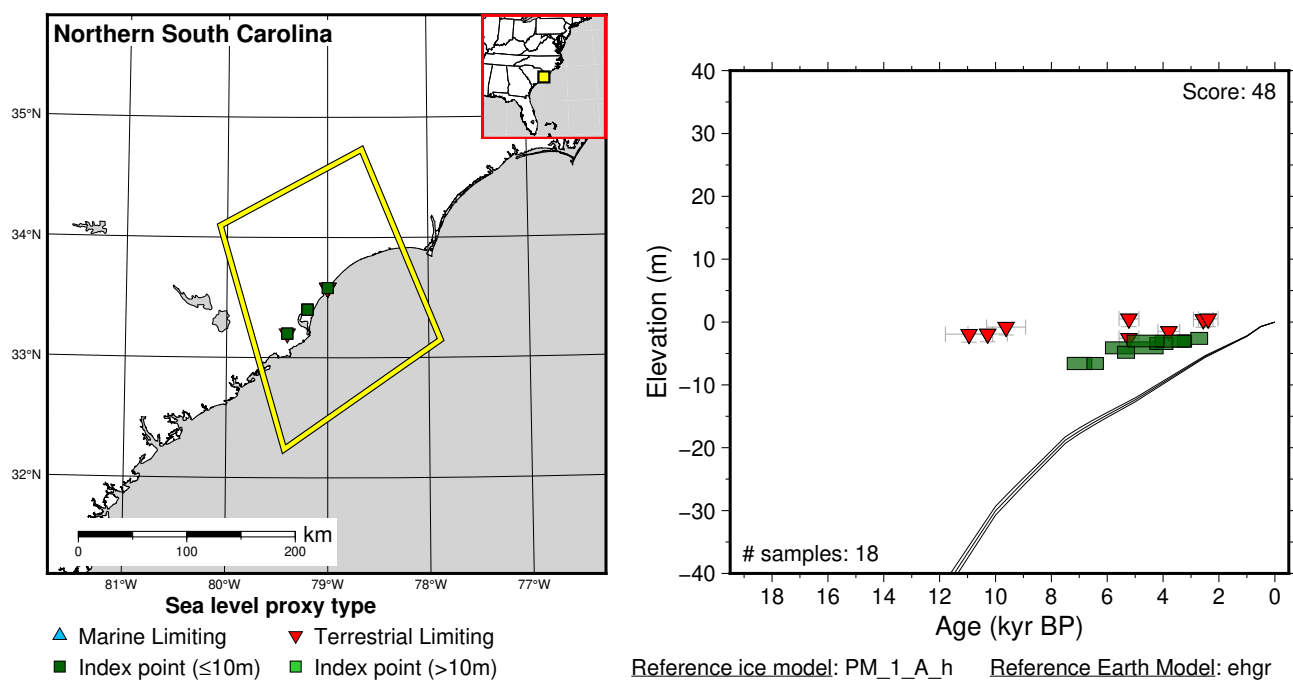 Northern South Carolina
35°N
34°N
33°N
32°N
81°W
80°W
79°W
78°W
77°W
km
0
100
200
Sea level proxy type
Marine Limiting
Terrestrial Limiting
Index point (≤10m)
Index point (>10m)
Score: 48
40
30
20
10
0
−10
−20
−30
−40
Elevation (m)
# samples: 18
18
16
14
12
10
8
6
4
2
0
Age (kyr BP)
Reference ice model: PM_1_A_h
Reference Earth Model: ehgr